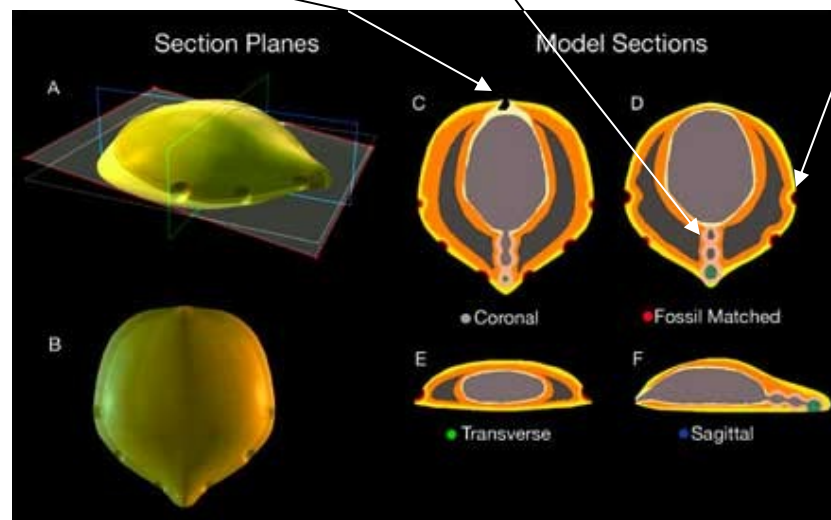 Section Planes
Model Sections
A
C
D
B
Coronal
Fossil Matched
E
F
Transverse
Sagittal